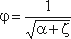 φ = 1/√(α + ζ)